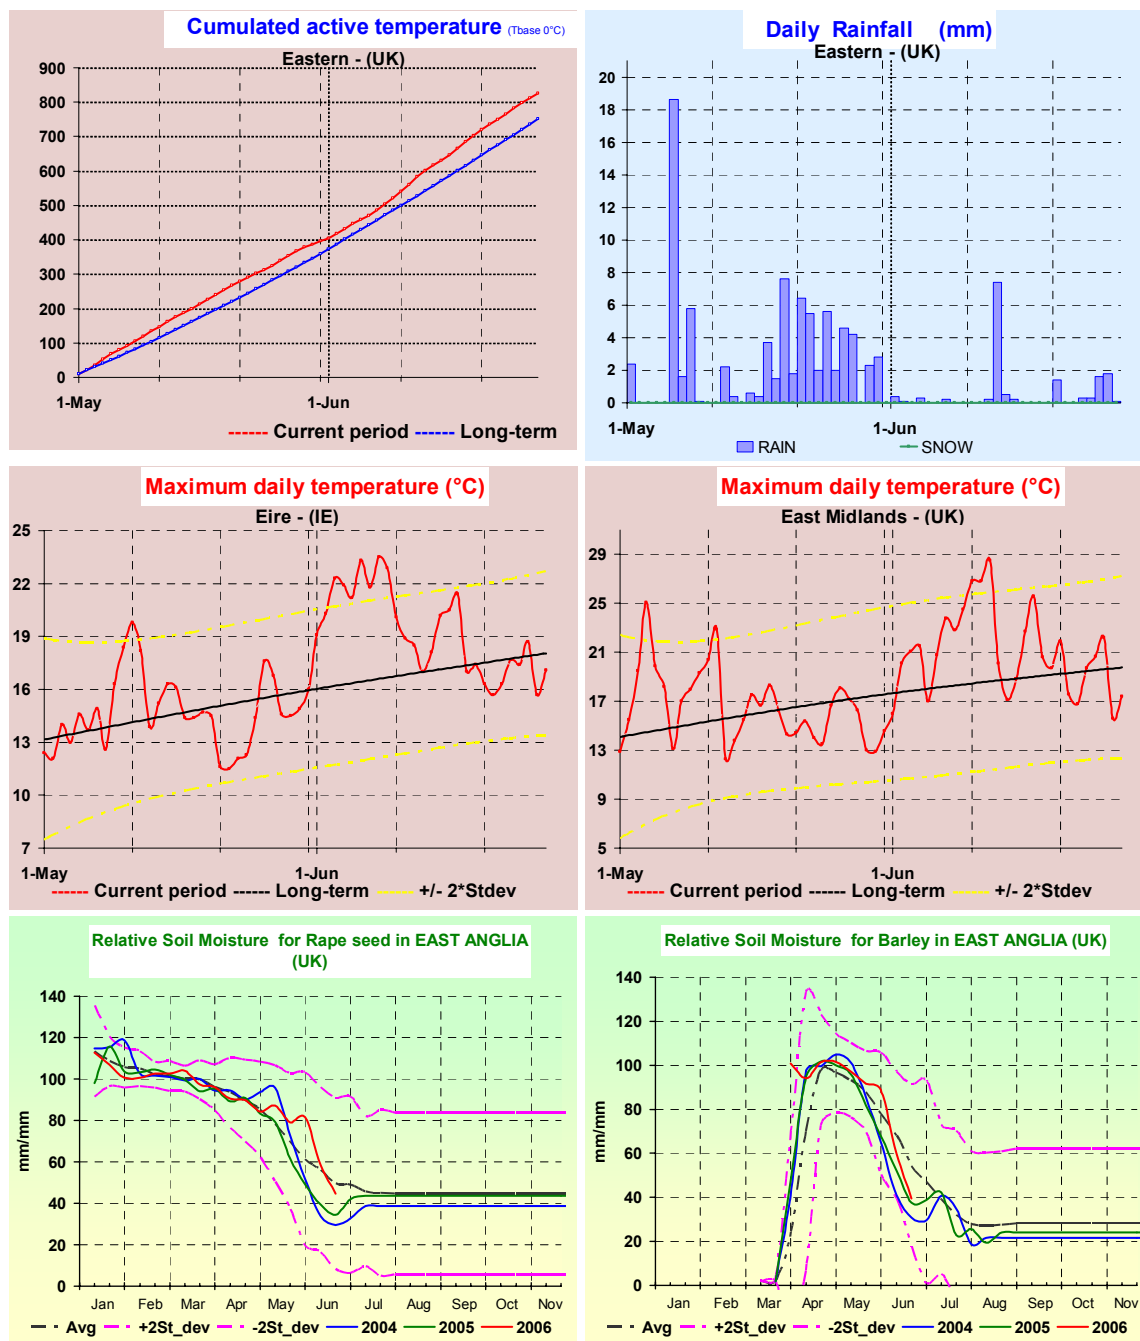 Cumulated active temperature (Tbase 0°C)
Eastern - (UK)
900
800
700
600
500
400
300
200
100
0
1-May 1-Jun
Current period Long-term
Daily Rainfall (mm)
Eastern - (UK)
20
18
16
14
12
10
8
6
4
2
0
1-May 1-Jun
RAIN SNOW
Maximum daily temperature (°C)
Eire - (IE)
25
22
19
16
13
10
7
1-May 1-Jun
Current period Long-term +/- 2*Stdev
Maximum daily temperature (°C)
East Midlands - (UK)
29
25
21
17
13
9
5
1-May 1-Jun
Current period Long-term +/- 2*Stdev
Relative Soil Moisture for Rape seed in EAST ANGLIA
(UK)
mm/mm
140
120
100
80
60
40
20
0
Jan Feb Mar Apr May Jun Jul Aug Sep Oct Nov
Avg +2St_dev -2St_dev 2004 2005 2006
Relative Soil Moisture for Barley in EAST ANGLIA (UK)
mm/mm
140
120
100
80
60
40
20
0
Jan Feb Mar Apr May Jun Jul Aug Sep Oct Nov
Avg +2St_dev -2St_dev 2004 2005 2006